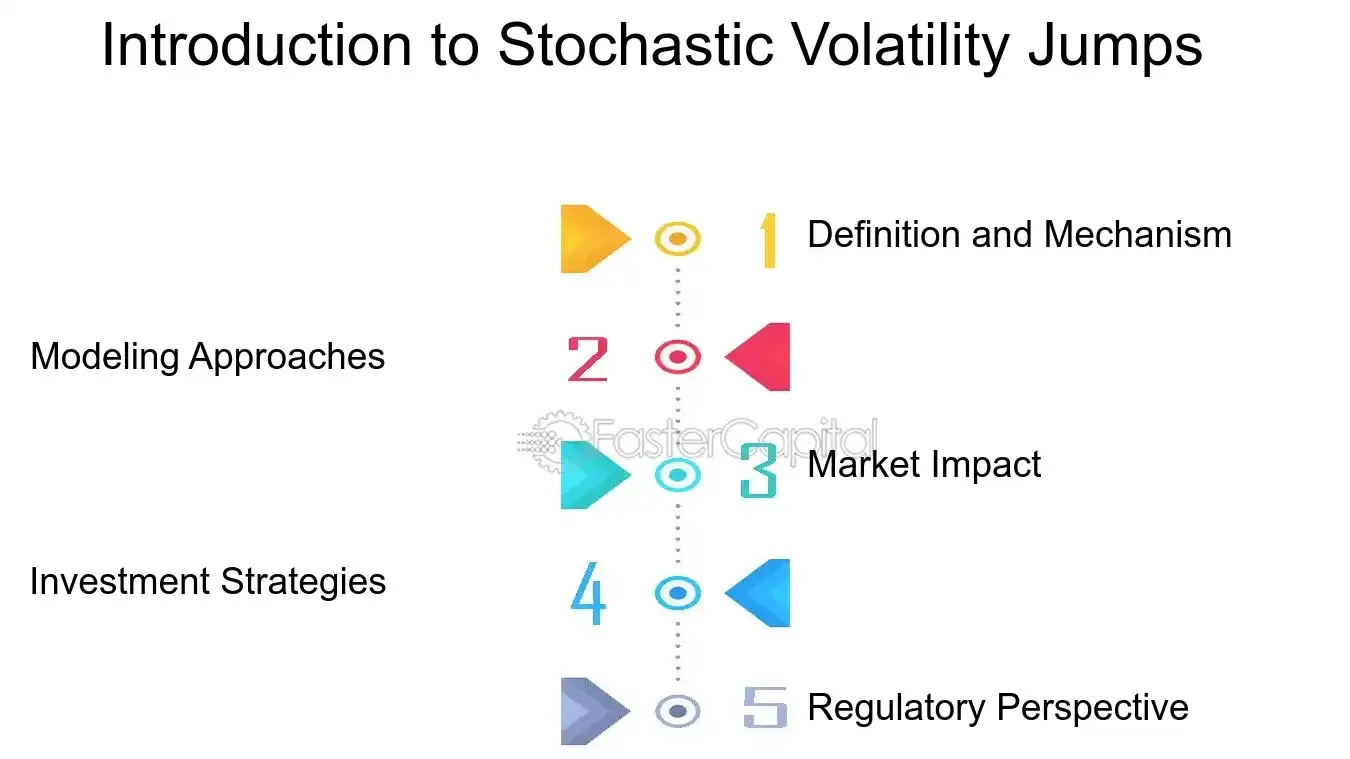 Introduction to Stochastic Volatility Jumps
1 Definition and Mechanism
Modeling Approaches 2
FasterCapital
3 Market Impact
Investment Strategies 4
5 Regulatory Perspective